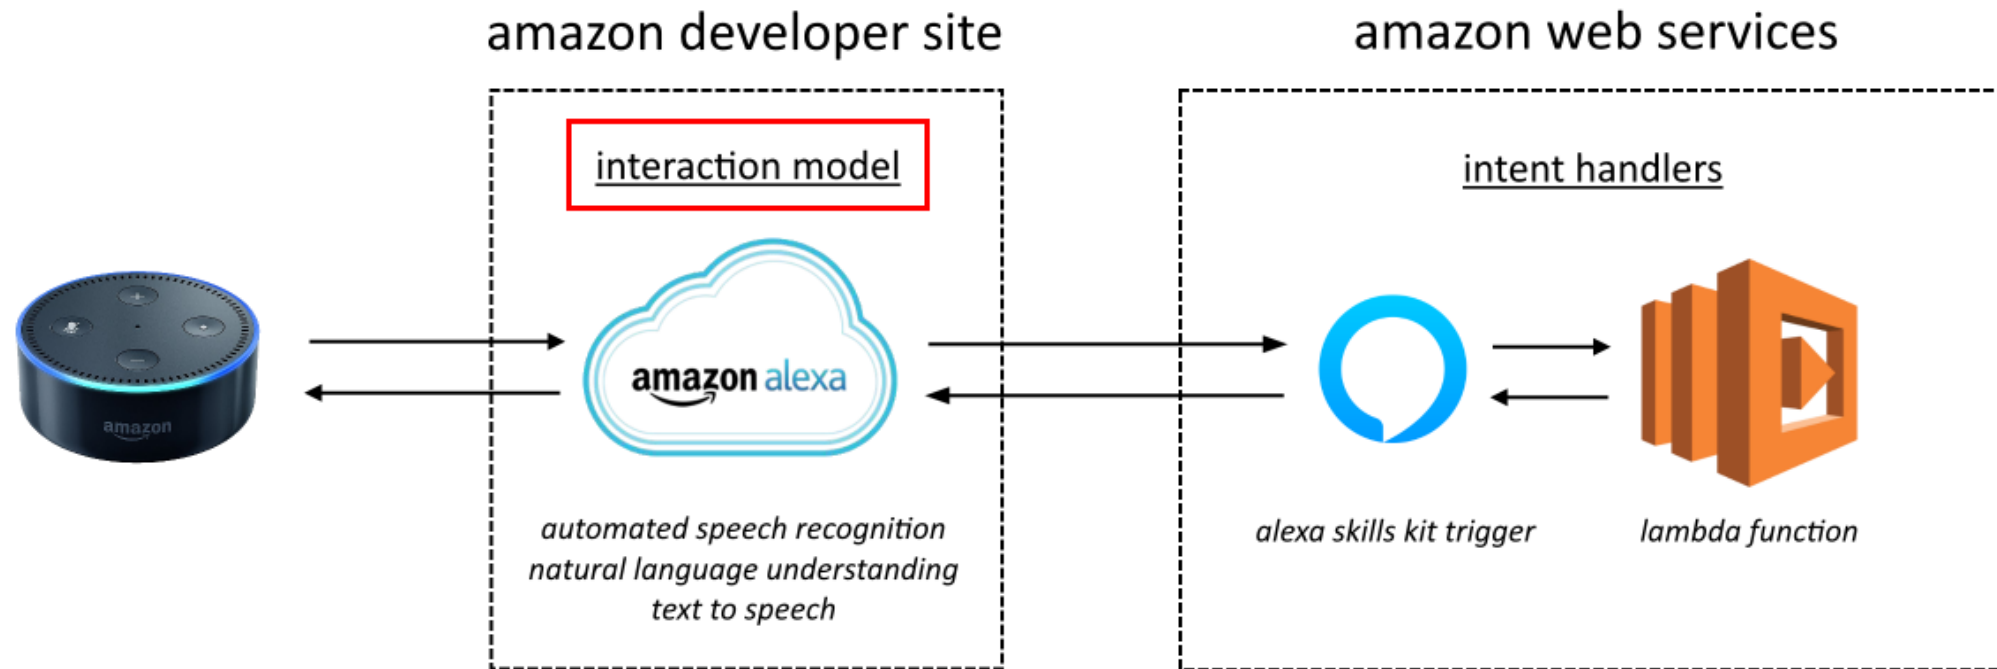 amazon developer site
amazon web services
interaction model
intent handlers
amazon alexa
amazon
automated speech recognition
natural language understanding
text to speech
alexa skills kit trigger
lambda function